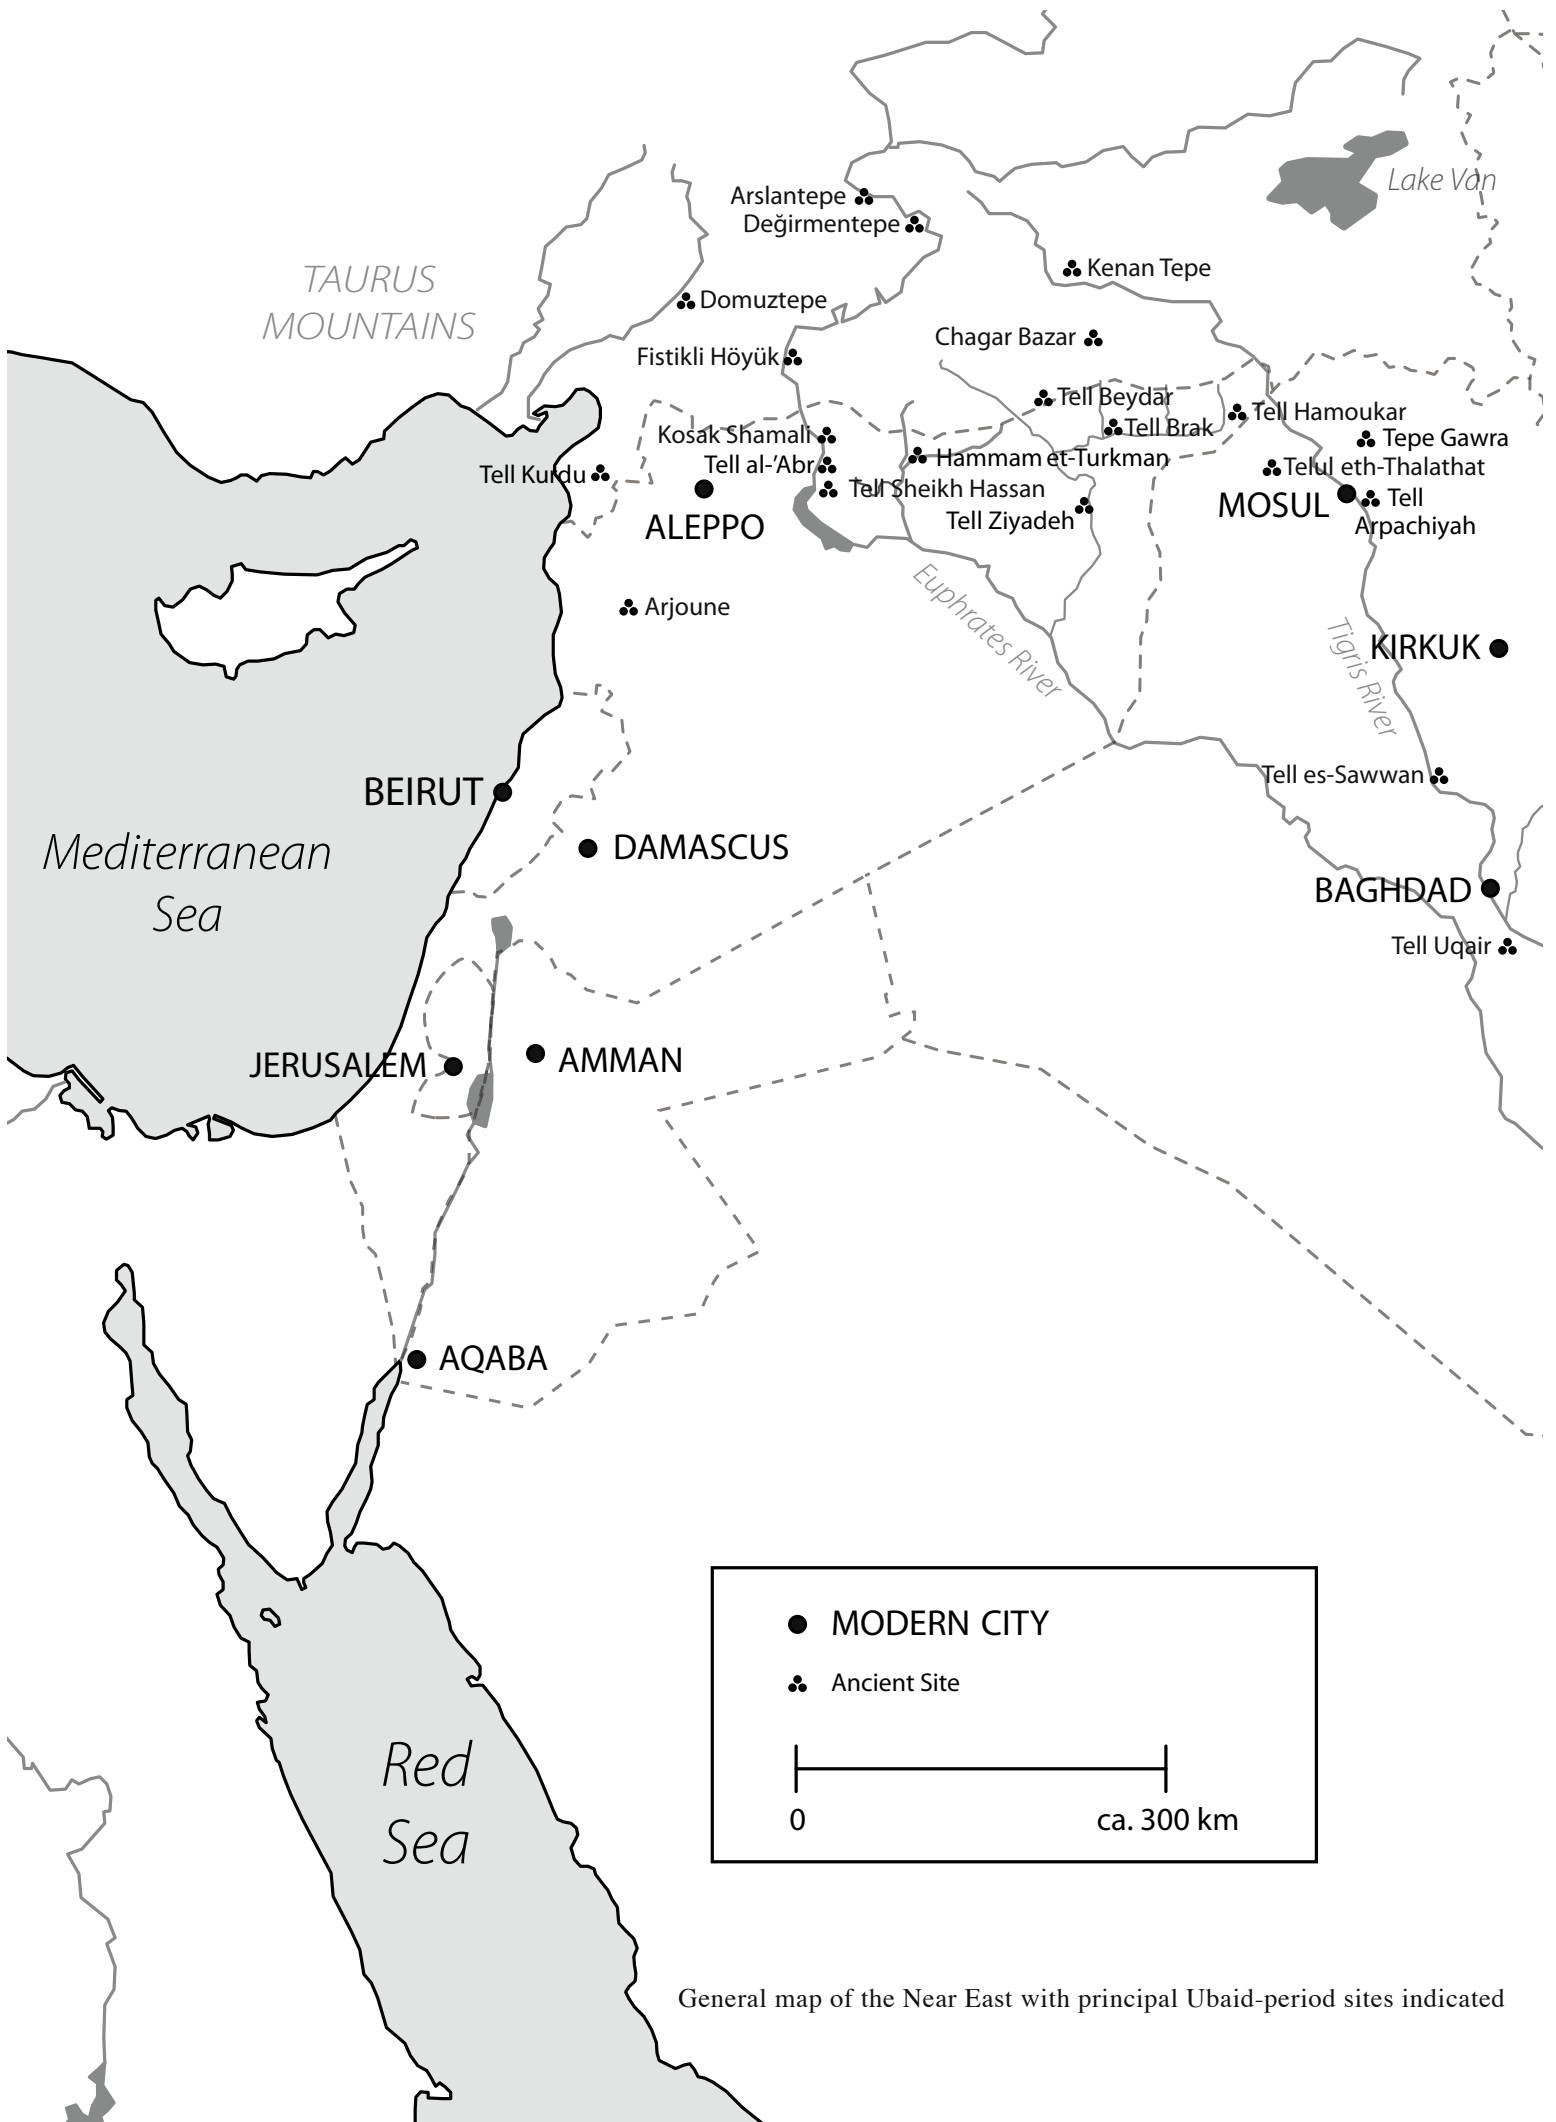 Lake Van
Arslantepe
Değirmentepe
Kenan Tepe
TAURUS
MOUNTAINS
Domuztepe
Chagar Bazar
Fistikli Höyük
Tell Beydar
Tell Hamoukar
Tell Brak
Kosak Shamali
Tepe Gawra
Hammam et-Turkman
Tell al-’Abr
Telul eth-Thalathat
Tell Kurdu
Tell Sheikh Hassan
Tell
Arpachiyah
MOSUL
Tell Ziyadeh
ALEPPO
Arjoune
Euphrates River
Tigris River
KIRKUK
Tell es-Sawwan
BEIRUT
DAMASCUS
Mediterranean
Sea
BAGHDAD
Tell Uqair
JERUSALEM
AMMAN
AQABA
MODERN CITY
Ancient Site
0
ca. 300 km
Red
Sea
General map of the Near East with principal Ubaid-period sites indicated